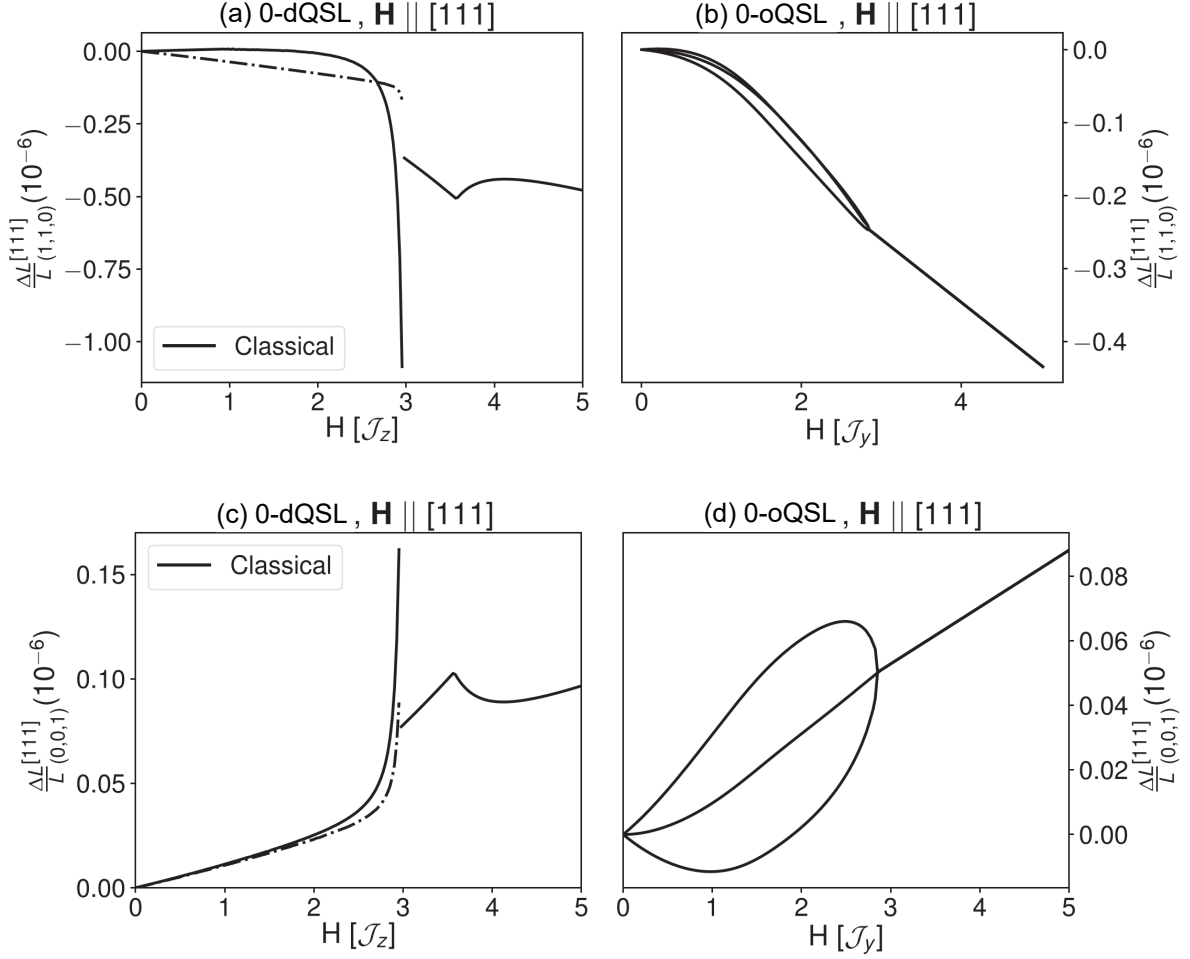 (a) 0-dQSL , H || [111]
0.00
−0.25
−0.50
−0.75
−1.00
ΔL/L [111] (1,1,0) (10⁻⁶)
Classical
0 1 2 3 4 5
H [𝒥z]
(b) 0-oQSL , H || [111]
0.0
−0.1
−0.2
−0.3
−0.4
ΔL/L [111] (1,1,0) (10⁻⁶)
0 2 4
H [𝒥y]
(c) 0-dQSL , H || [111]
0.15
0.10
0.05
0.00
ΔL/L [111] (0,0,1) (10⁻⁶)
Classical
0 1 2 3 4 5
H [𝒥z]
(d) 0-oQSL , H || [111]
0.08
0.06
0.04
0.02
0.00
ΔL/L [111] (0,0,1) (10⁻⁶)
0 1 2 3 4 5
H [𝒥y]